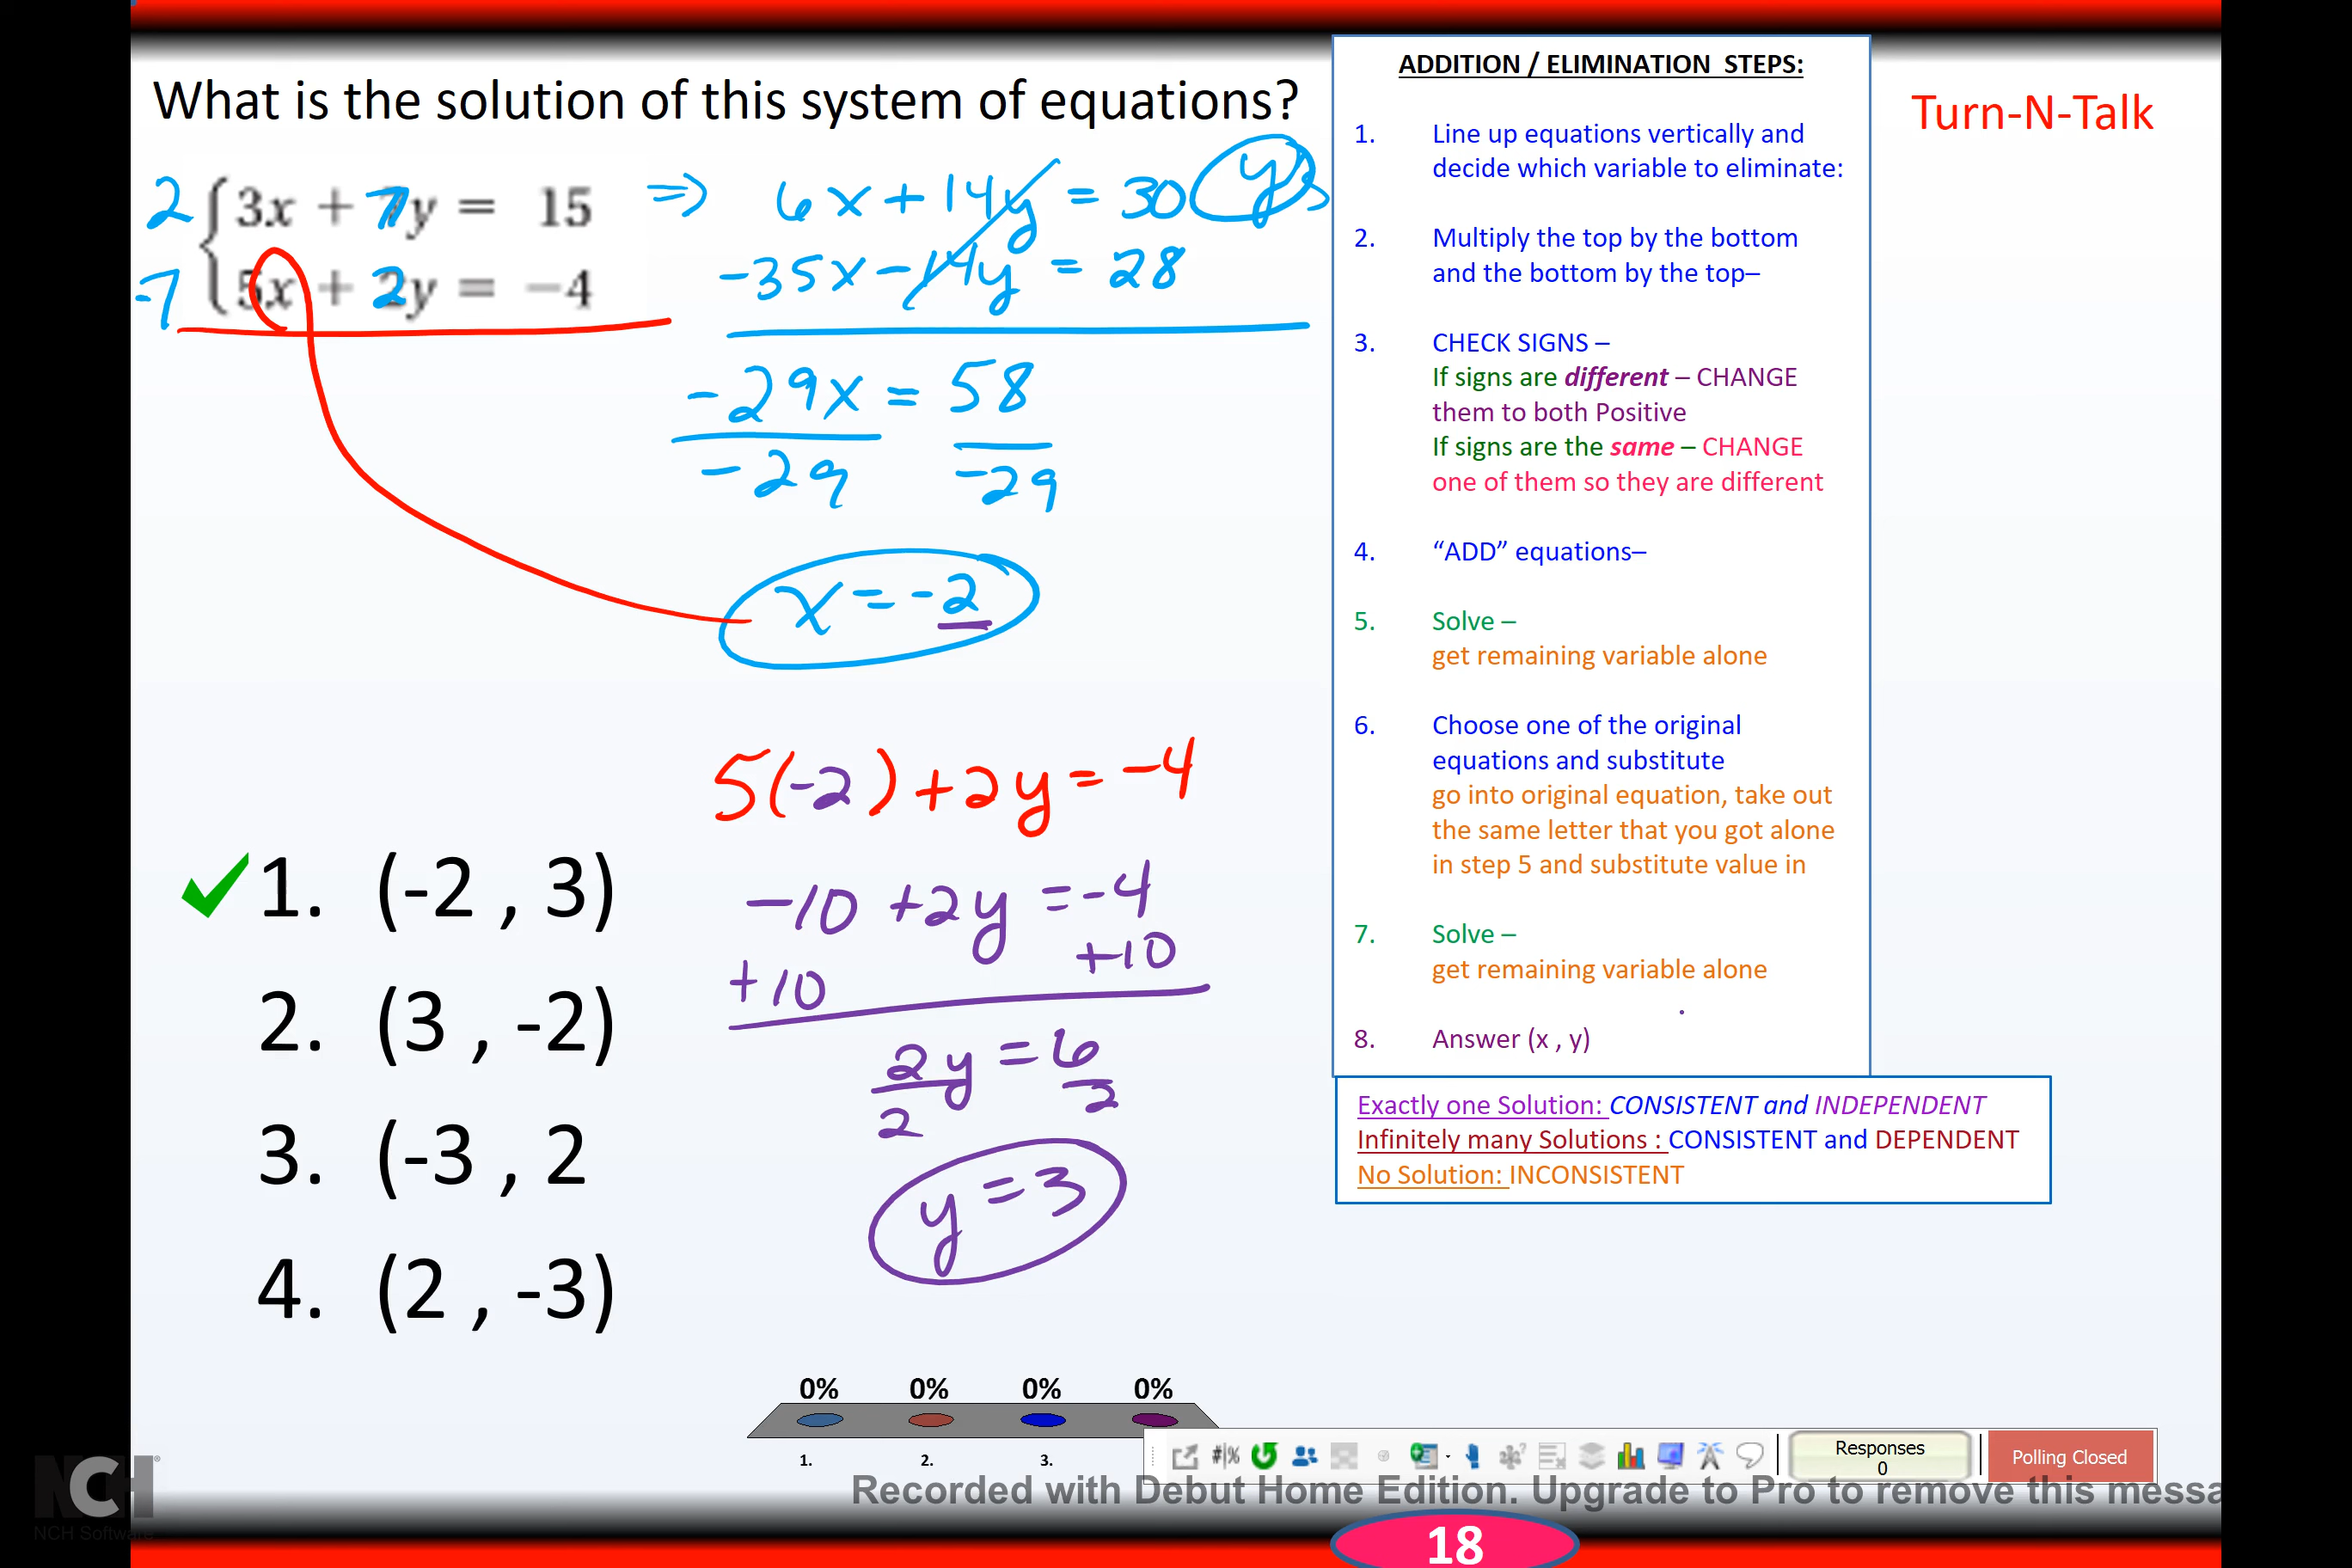 What is the solution of this system of equations?
2 3x + 7y = 15 ⇒ 6x + 14y = 30 y's
-7 5x + 2y = −4 -35x - 14y = 28
-29x = 58
-29 -29
x = -2
5(-2) + 2y = -4
-10 + 2y = -4
+10 +10
2y = 6
2 2
y = 3
1. (-2 , 3)
2. (3 , -2)
3. (-3 , 2
4. (2 , -3)
0% 0% 0% 0%
1. 2. 3.
ADDITION / ELIMINATION STEPS:
1. Line up equations vertically and
decide which variable to eliminate:
2. Multiply the top by the bottom
and the bottom by the top–
3. CHECK SIGNS –
If signs are different – CHANGE
them to both Positive
If signs are the same – CHANGE
one of them so they are different
4. “ADD” equations–
5. Solve –
get remaining variable alone
6. Choose one of the original
equations and substitute
go into original equation, take out
the same letter that you got alone
in step 5 and substitute value in
7. Solve –
get remaining variable alone
8. Answer (x , y)
Exactly one Solution: CONSISTENT and INDEPENDENT
Infinitely many Solutions : CONSISTENT and DEPENDENT
No Solution: INCONSISTENT
Turn-N-Talk
#|%
Responses
0
Polling Closed
NCH
NCH Software
Recorded with Debut Home Edition. Upgrade to Pro to remove this messa
18